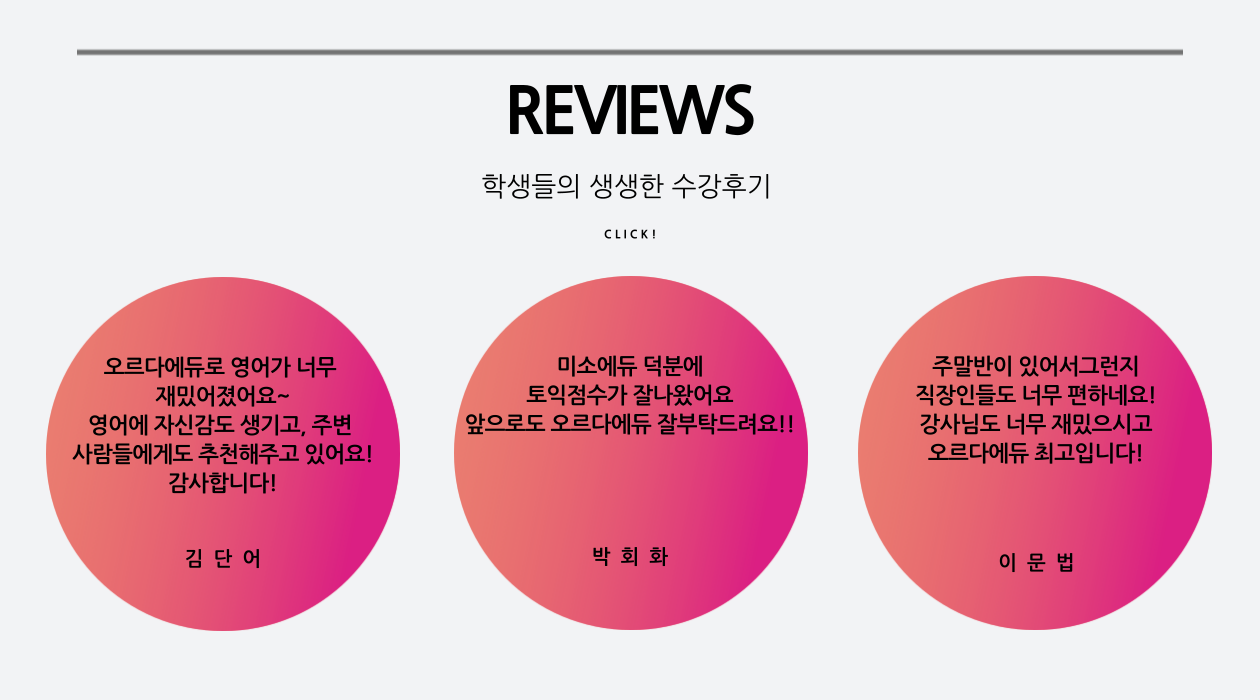 REVIEWS
학생들의 생생한 수강후기
CLICK!
오르다에듀로 영어가 너무
재밌어졌어요~
영어에 자신감도 생기고, 주변
사람들에게도 추천해주고 있어요!
감사합니다!
김 단 어
미소에듀 덕분에
토익점수가 잘나왔어요
앞으로도 오르다에듀 잘부탁드려요!!
박 회 화
주말반이 있어서그런지
직장인들도 너무 편하네요!
강사님도 너무 재밌으시고
오르다에듀 최고입니다!
이 문 법